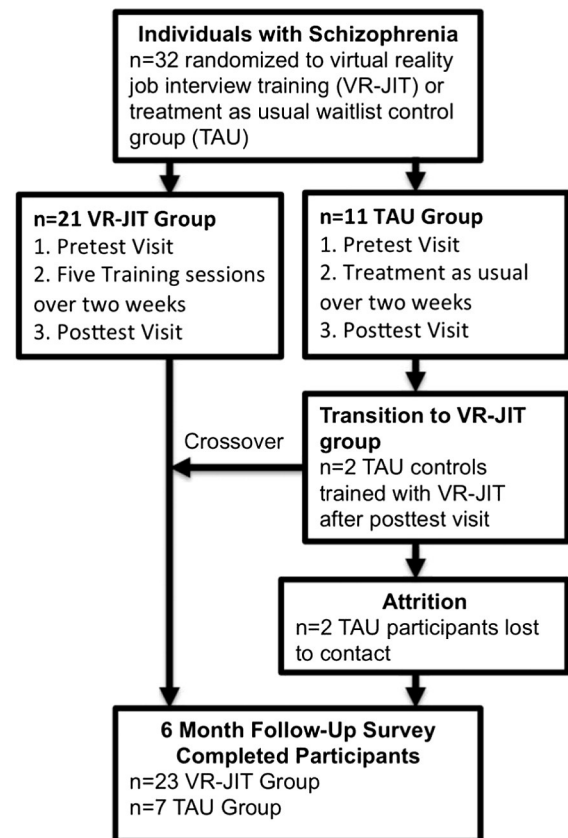 Individuals with Schizophrenia
n=32 randomized to virtual reality
job interview training (VR-JIT) or
treatment as usual waitlist control
group (TAU)
n=21 VR-JIT Group
1. Pretest Visit
2. Five Training sessions
over two weeks
3. Posttest Visit
n=11 TAU Group
1. Pretest Visit
2. Treatment as usual
over two weeks
3. Posttest Visit
Crossover
Transition to VR-JIT
group
n=2 TAU controls
trained with VR-JIT
after posttest visit
Attrition
n=2 TAU participants lost
to contact
6 Month Follow-Up Survey
Completed Participants
n=23 VR-JIT Group
n=7 TAU Group